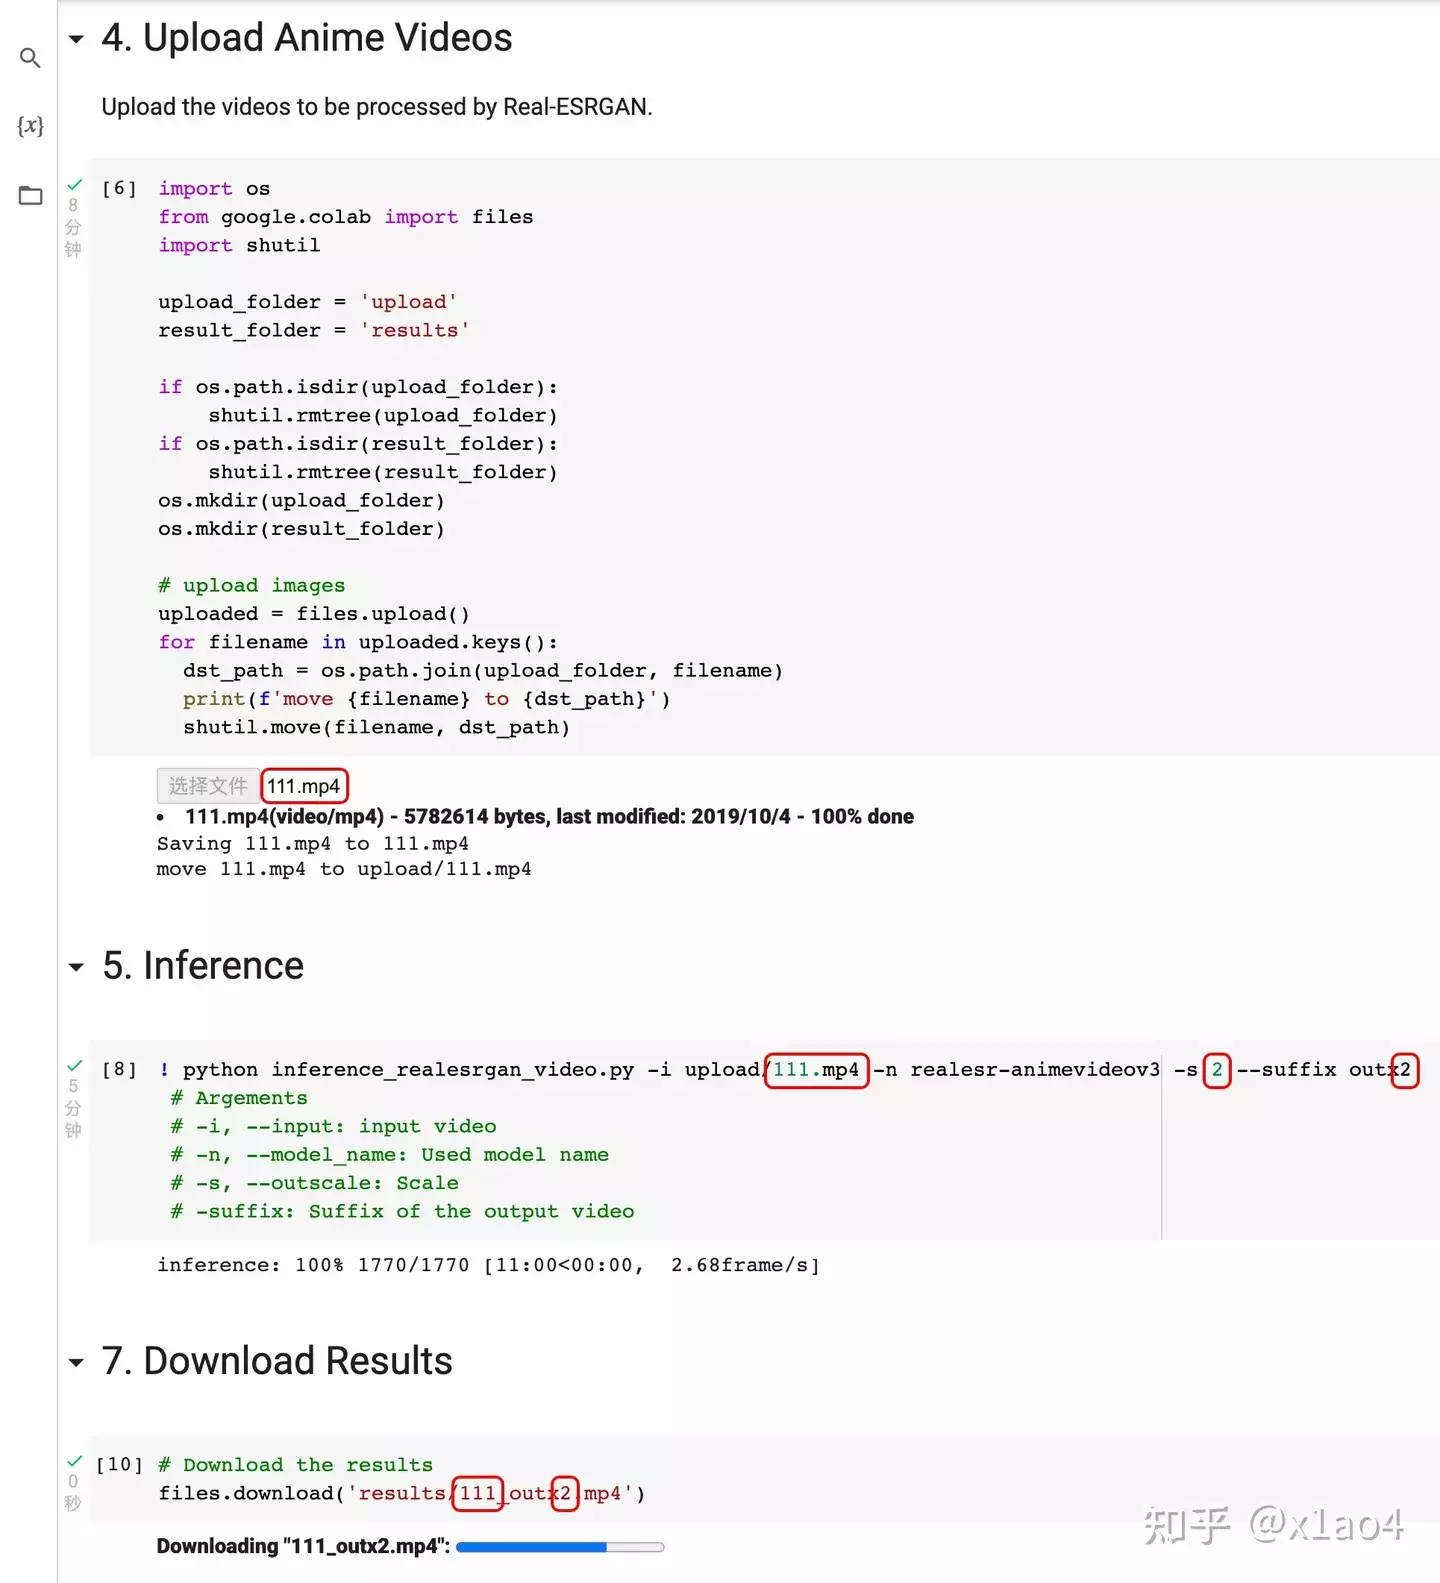 4. Upload Anime Videos
Upload the videos to be processed by Real-ESRGAN.
{x}
8
分
钟
[6] import os
from google.colab import files
import shutil
upload_folder = 'upload'
result_folder = 'results'
if os.path.isdir(upload_folder):
    shutil.rmtree(upload_folder)
if os.path.isdir(result_folder):
    shutil.rmtree(result_folder)
os.mkdir(upload_folder)
os.mkdir(result_folder)
# upload images
uploaded = files.upload()
for filename in uploaded.keys():
  dst_path = os.path.join(upload_folder, filename)
  print(f'move {filename} to {dst_path}')
  shutil.move(filename, dst_path)
选择文件 111.mp4
• 111.mp4(video/mp4) - 5782614 bytes, last modified: 2019/10/4 - 100% done
Saving 111.mp4 to 111.mp4
move 111.mp4 to upload/111.mp4
5. Inference
5
分
钟
[8] ! python inference_realesrgan_video.py -i upload/111.mp4 -n realesr-animevideov3 -s 2 --suffix outx2
# Argements
# -i, --input: input video
# -n, --model_name: Used model name
# -s, --outscale: Scale
# -suffix: Suffix of the output video
inference: 100% 1770/1770 [11:00<00:00,  2.68frame/s]
7. Download Results
0
秒
[10] # Download the results
files.download('results/111_outx2.mp4')
Downloading "111_outx2.mp4":
知乎 @x1ao4